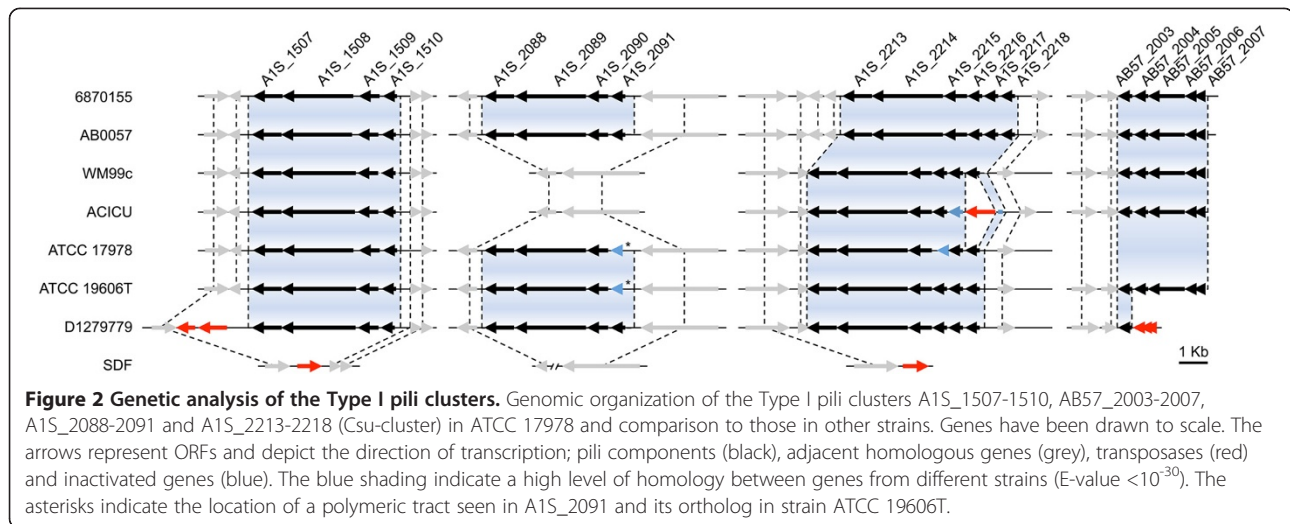 A1S_1507
A1S_1508
A1S_1509
A1S_1510
A1S_2088
A1S_2089
A1S_2090
A1S_2091
A1S_2213
A1S_2214
A1S_2215
A1S_2216
A1S_2217
A1S_2218
AB57_2003
AB57_2004
AB57_2005
AB57_2006
AB57_2007
6870155
AB0057
WM99c
ACICU
ATCC 17978
*
ATCC 19606T
*
D1279779
SDF
1 Kb
Figure 2 Genetic analysis of the Type I pili clusters. Genomic organization of the Type I pili clusters A1S_1507-1510, AB57_2003-2007,
A1S_2088-2091 and A1S_2213-2218 (Csu-cluster) in ATCC 17978 and comparison to those in other strains. Genes have been drawn to scale. The
arrows represent ORFs and depict the direction of transcription; pili components (black), adjacent homologous genes (grey), transposases (red)
and inactivated genes (blue). The blue shading indicate a high level of homology between genes from different strains (E-value <10⁻³⁰). The
asterisks indicate the location of a polymeric tract seen in A1S_2091 and its ortholog in strain ATCC 19606T.